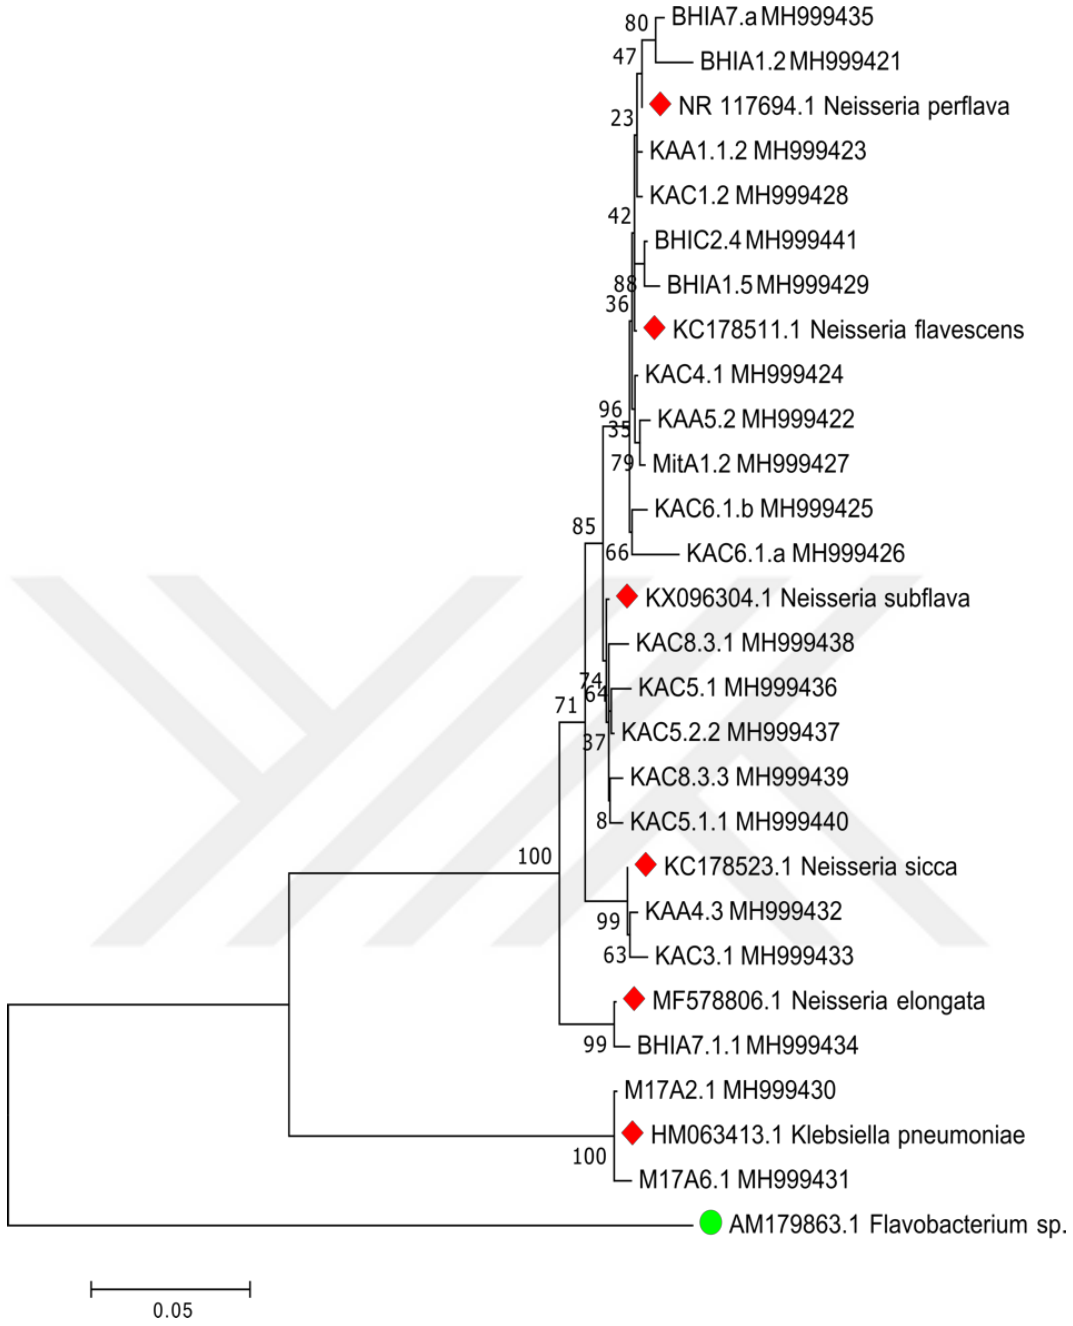 80
BHIA7.a MH999435
47
BHIA1.2 MH999421
NR 117694.1 Neisseria perflava
23
KAA1.1.2 MH999423
KAC1.2 MH999428
42
BHIC2.4 MH999441
88
BHIA1.5 MH999429
36
KC178511.1 Neisseria flavescens
KAC4.1 MH999424
96
KAA5.2 MH999422
35
79
MitA1.2 MH999427
KAC6.1.b MH999425
85
66
KAC6.1.a MH999426
KX096304.1 Neisseria subflava
KAC8.3.1 MH999438
74
KAC5.1 MH999436
64
71
KAC5.2.2 MH999437
37
KAC8.3.3 MH999439
8
KAC5.1.1 MH999440
100
KC178523.1 Neisseria sicca
99
KAA4.3 MH999432
63
KAC3.1 MH999433
MF578806.1 Neisseria elongata
99
BHIA7.1.1 MH999434
M17A2.1 MH999430
HM063413.1 Klebsiella pneumoniae
100
M17A6.1 MH999431
AM179863.1 Flavobacterium sp.
0.05